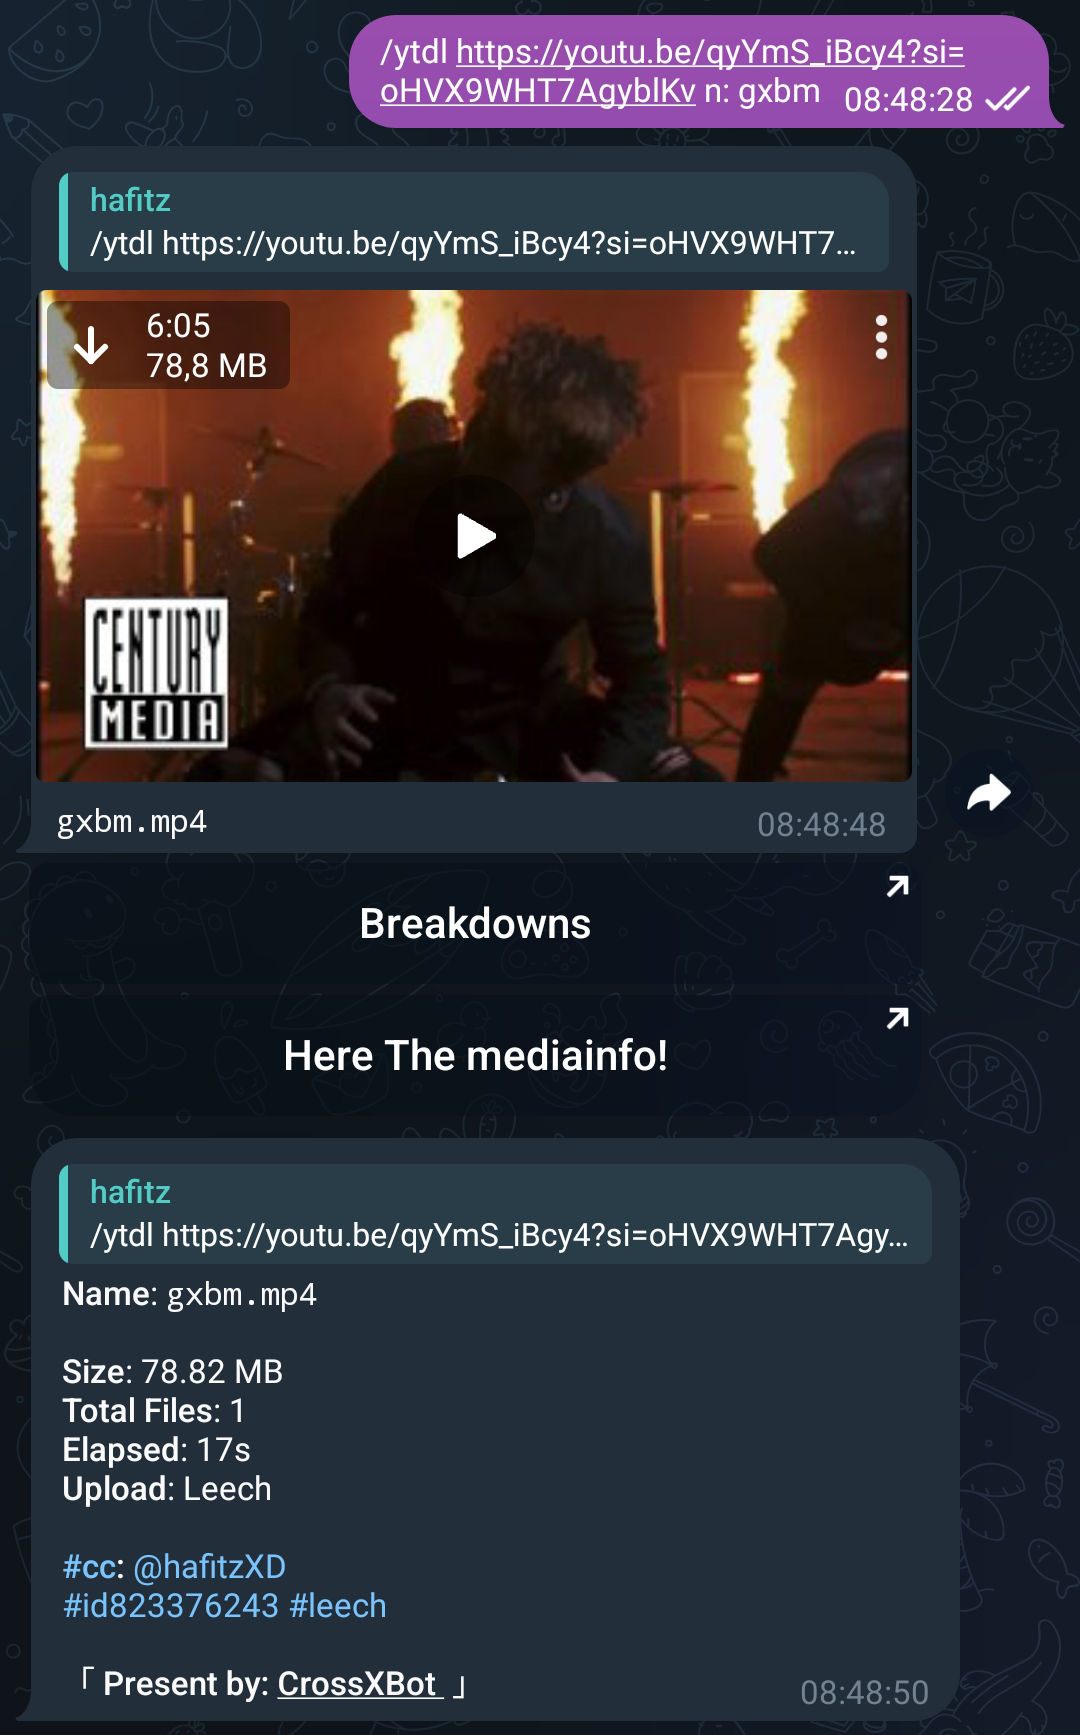 /ytdl https://youtu.be/qyYmS_iBcy4?si=
oHVX9WHT7AgyblKv n: gxbm 08:48:28
hafitz
/ytdl https://youtu.be/qyYmS_iBcy4?si=oHVX9WHT7...
6:05
78,8 MB
CENTURY
MEDIA
gxbm.mp4 08:48:48
Breakdowns
Here The mediainfo!
hafitz
/ytdl https://youtu.be/qyYmS_iBcy4?si=oHVX9WHT7Agy...
Name: gxbm.mp4
Size: 78.82 MB
Total Files: 1
Elapsed: 17s
Upload: Leech
#cc: @hafitzXD
#id823376243 #leech
「 Present by: CrossXBot 」 08:48:50